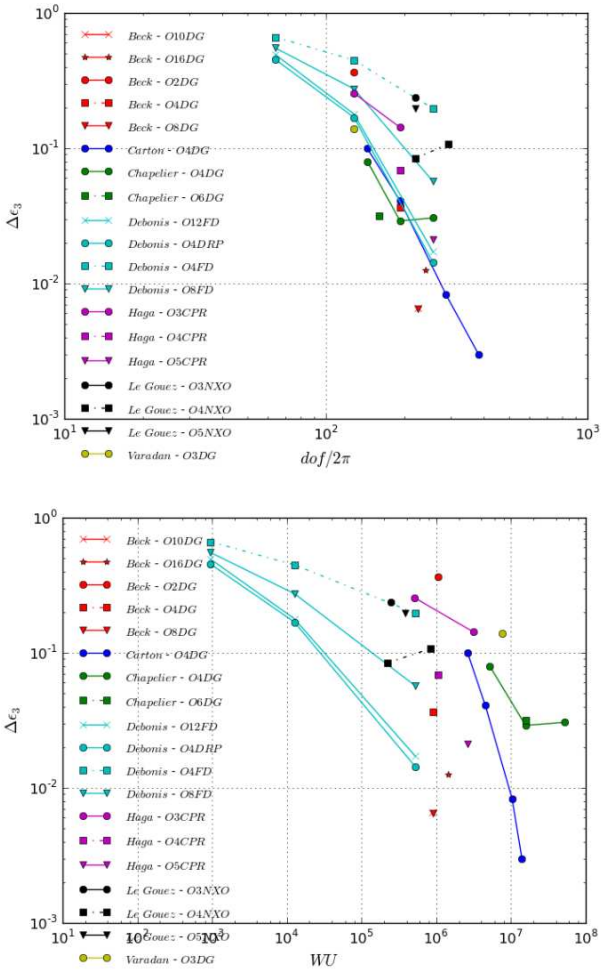 10^0
Beck - O10DG
Beck - O16DG
Beck - O2DG
Beck - O4DG
Beck - O8DG
10^-1
Carton - O4DG
Chapelier - O4DG
Chapelier - O6DG
Δϵ₃
Debonis - O12FD
Debonis - O4DRP
Debonis - O4FD
10^-2
Debonis - O8FD
Haga - O3CPR
Haga - O4CPR
Haga - O5CPR
Le Gouez - O3NXO
Le Gouez - O4NXO
10^-3
Le Gouez - O5NXO
10^1 10^2 10^3
Varadan - O3DG
dof/2π
10^0
Beck - O10DG
Beck - O16DG
Beck - O2DG
Beck - O4DG
Beck - O8DG
10^-1
Carton - O4DG
Chapelier - O4DG
Chapelier - O6DG
Δϵ₃
Debonis - O12FD
Debonis - O4DRP
Debonis - O4FD
10^-2
Debonis - O8FD
Haga - O3CPR
Haga - O4CPR
Haga - O5CPR
Le Gouez - O3NXO
Le Gouez - O4NXO
10^-3
Le Gouez - O5NXO
10^1 10^2 10^3 10^4 10^5 10^6 10^7 10^8
Varadan - O3DG
WU